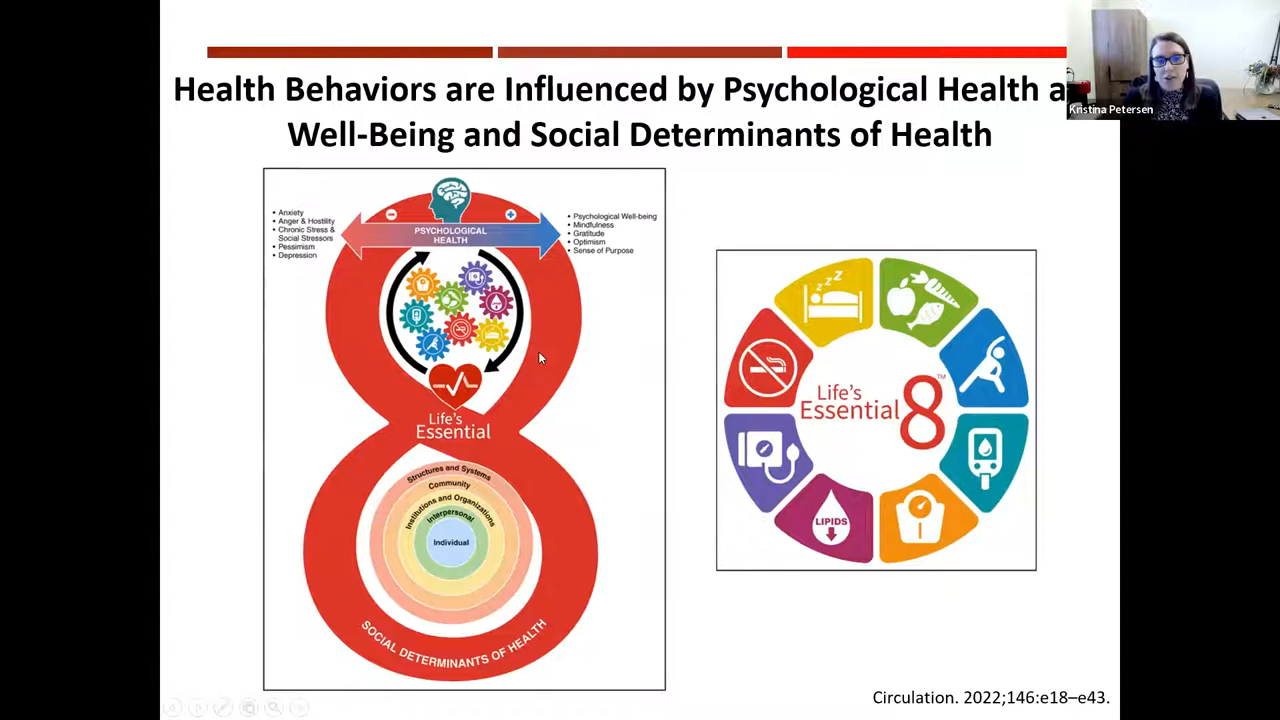 Health Behaviors are Influenced by Psychological Health a
Well-Being and Social Determinants of Health
Kristina Petersen
• Anxiety
• Anger & Hostility
• Chronic Stress &
Social Stressors
• Pessimism
• Depression
PSYCHOLOGICAL
HEALTH
• Psychological Well-being
• Mindfulness
• Gratitude
• Optimism
• Sense of Purpose
Life's
Essential
Structures and Systems
Community
Institutions and Organizations
Interpersonal
Individual
SOCIAL DETERMINANTS OF HEALTH
Z Z Z
Life's
Essential 8™
LIPIDS
Circulation. 2022;146:e18–e43.